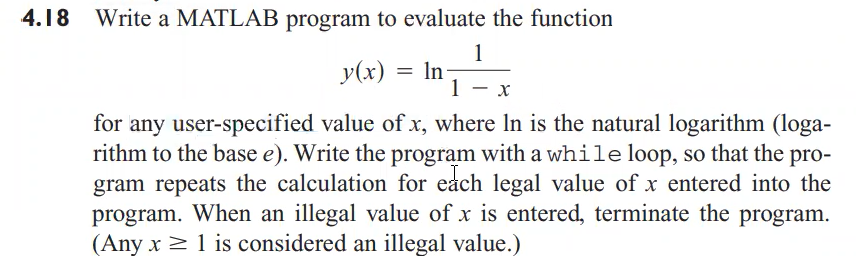 4.18 Write a MATLAB program to evaluate the function
y(x) = ln 1/(1 − x)
for any user-specified value of x, where ln is the natural logarithm (loga-
rithm to the base e). Write the program with a while loop, so that the pro-
gram repeats the calculation for each legal value of x entered into the
program. When an illegal value of x is entered, terminate the program.
(Any x ≥ 1 is considered an illegal value.)